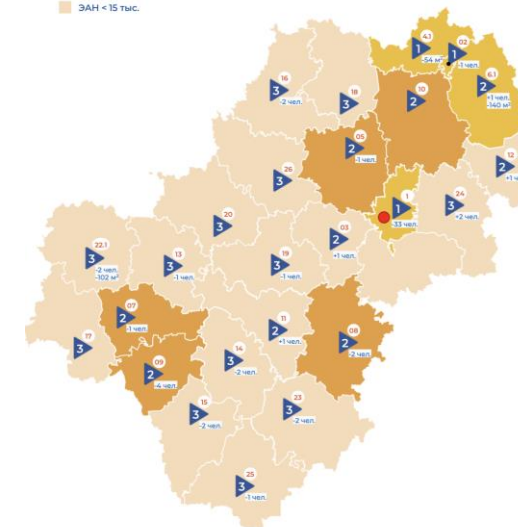 ЭАН < 15 тыс.
4.1
1
-54 м²
02
1
-1 чел.
6.1
2
+1 чел.
-140 м²
16
3
-2 чел.
18
3
10
2
05
2
-1 чел.
12
2
26
3
1
1
-33 чел.
24
3
+2 чел.
20
3
03
2
+1 чел.
22.1
3
-2 чел.
-102 м²
13
3
-1 чел.
19
3
-1 чел.
07
2
-1 чел.
11
2
+1 чел.
08
2
-2 чел.
17
3
14
3
-2 чел.
09
2
-4 чел.
15
3
-2 чел.
23
3
-2 чел.
25
3
-1 чел.